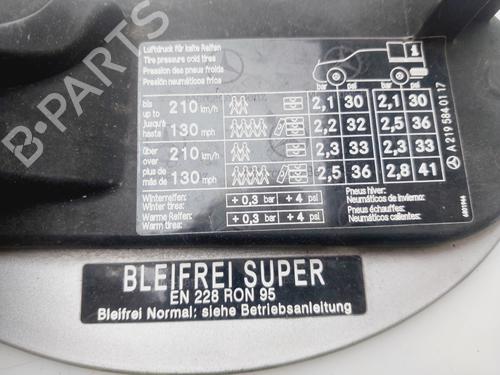 Luftdruck für kalte Reifen
Tire pressure cold tires
Pression des pneus froids
Presión neumáticos fríos
bar psi bar psi
bis
up to
210 km/h
2,1 30 2,1 30
jusqu'à
hasta
130 mph
2,2 32 2,5 36
über
over
210 km/h
2,3 33 2,3 33
plus de
más de
130 mph
2,5 36 2,8 41
Winterreifen:
Winter tires:
+ 0,3 bar + 4 psi
Pneus hiver:
Neumáticos de invierno:
Warme Reifen:
Warm tires:
+ 0,3 bar + 4 psi
Pneus échauffés:
Neumáticos calientes:
A 219 584 01 17
B-PARTS
BLEIFREI SUPER
EN 228 RON 95
Bleifrei Normal: siehe Betriebsanleitung